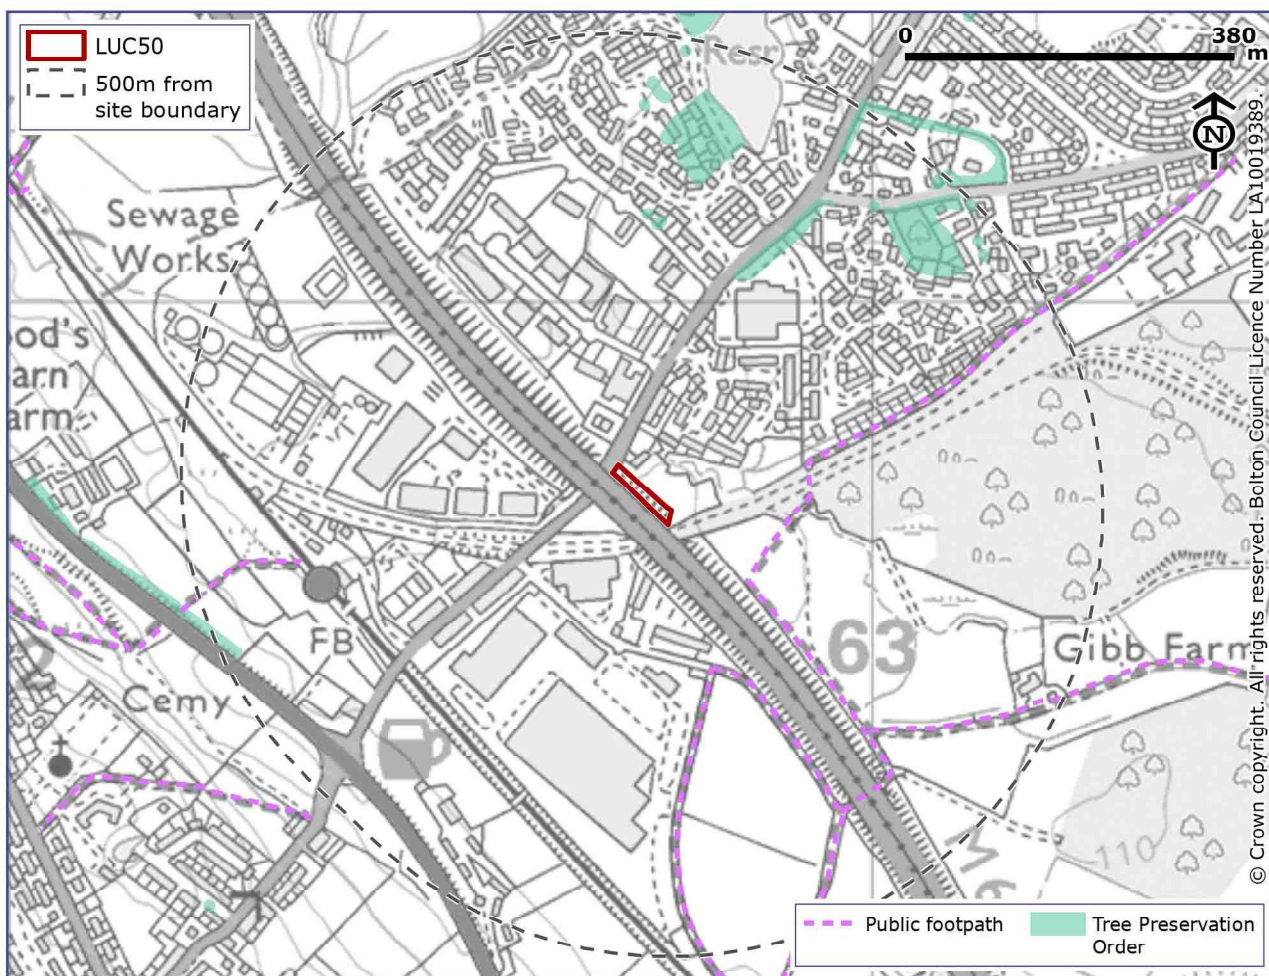 LUC50
500m from
site boundary
Resr
0
380
m
N
Sewage
Works
od's
arn
arm
FB
63
Gibb Farm
Cemy
M6
110
© Crown copyright. All rights reserved. Bolton Council Licence Number LA10019389.
Public footpath
Tree Preservation
Order